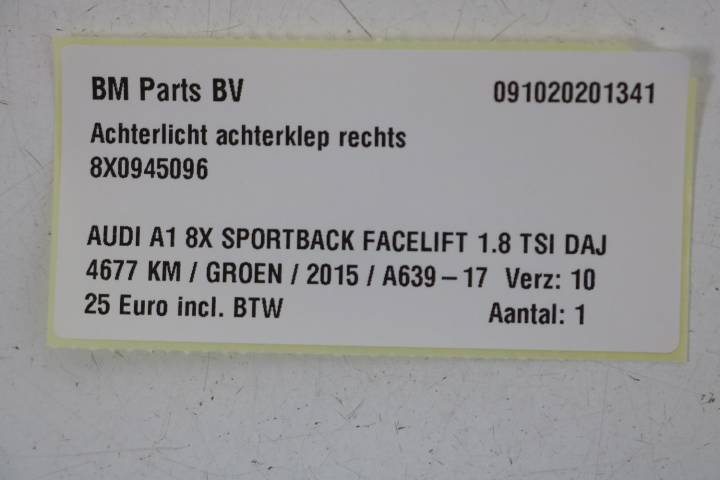 BM Parts BV 091020201341
Achterlicht achterklep rechts
8X0945096
AUDI A1 8X SPORTBACK FACELIFT 1.8 TSI DAJ
4677 KM / GROEN / 2015 / A639-17 Verz: 10
25 Euro incl. BTW Aantal: 1